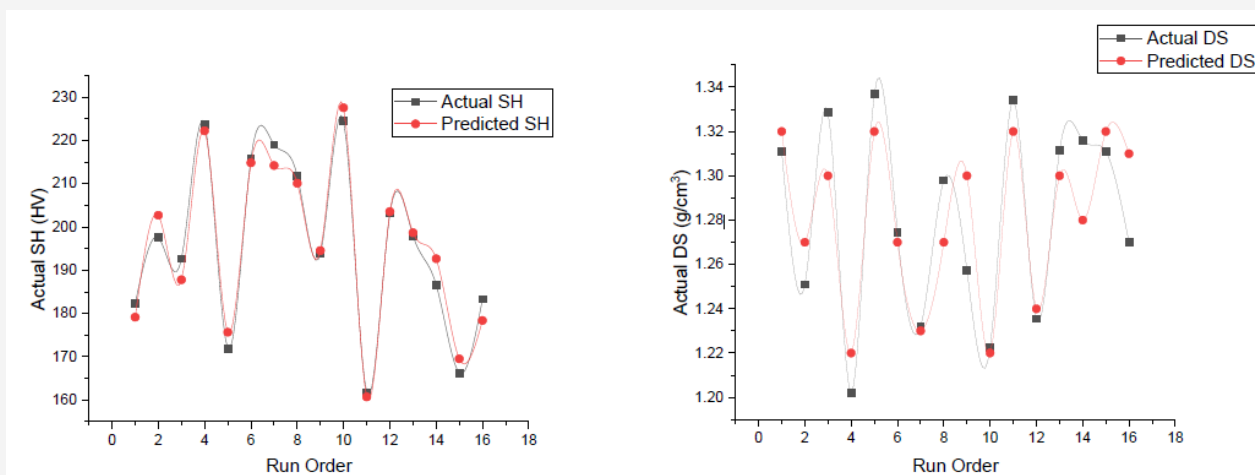 Actual SH (HV)
230
220
210
200
190
180
170
160
0 2 4 6 8 10 12 14 16 18
Run Order
Actual SH
Predicted SH
Actual DS (g/cm³)
1.34
1.32
1.30
1.28
1.26
1.24
1.22
1.20
0 2 4 6 8 10 12 14 16 18
Run Order
Actual DS
Predicted DS